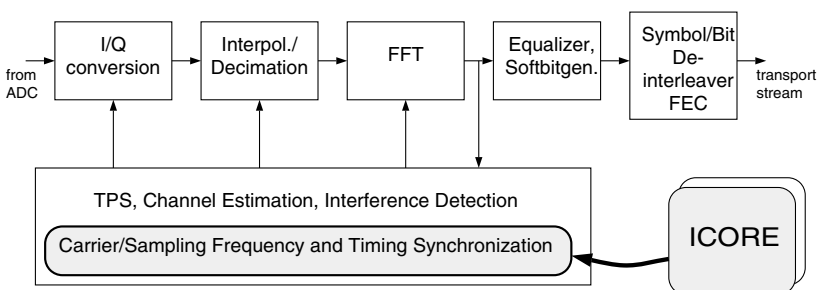 from
ADC
I/Q
conversion
Interpol./
Decimation
FFT
Equalizer,
Softbitgen.
Symbol/Bit
De-
interleaver
FEC
transport
stream
TPS, Channel Estimation, Interference Detection
Carrier/Sampling Frequency and Timing Synchronization
ICORE